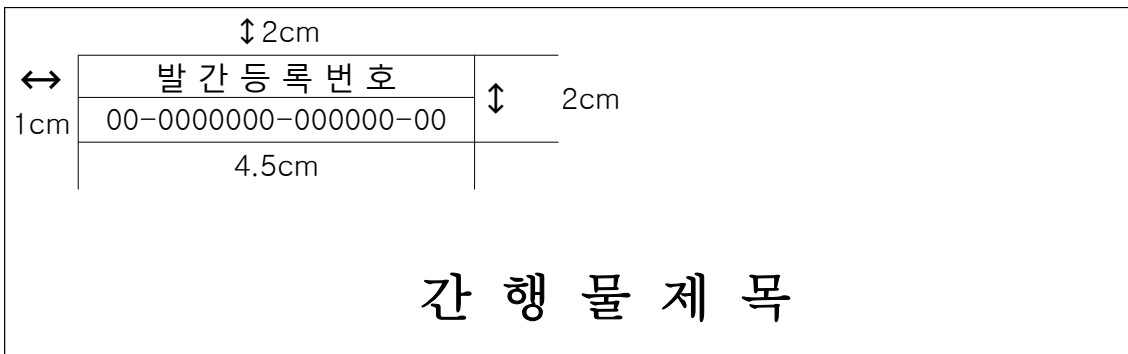 ↕2cm
↔ 발 간 등 록 번 호
↕ 2cm
1cm 00-0000000-000000-00
4.5cm
간 행 물 제 목